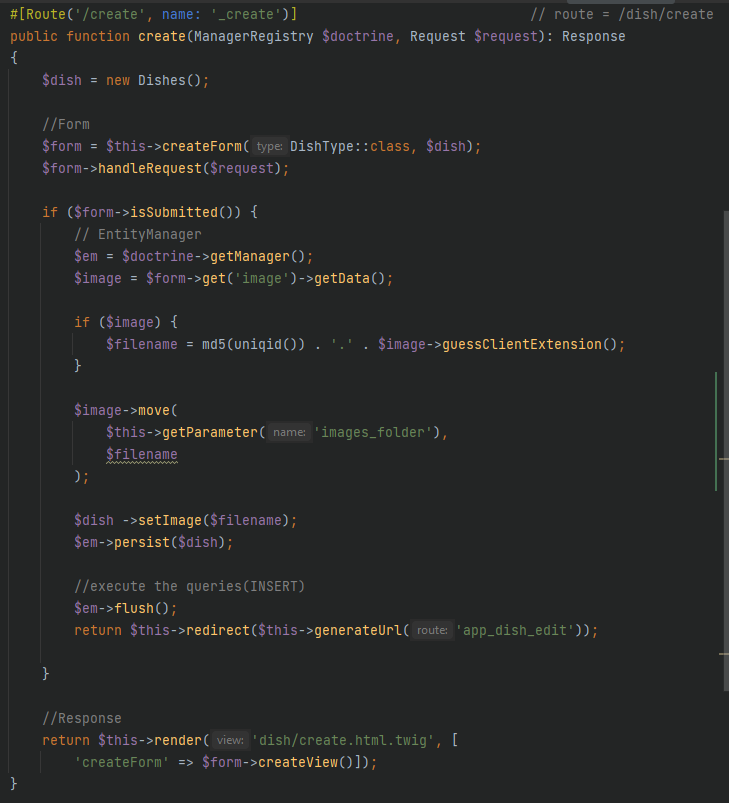 #[Route('/create', name: '_create')] // route = /dish/create
public function create(ManagerRegistry $doctrine, Request $request): Response
{
    $dish = new Dishes();

    //Form
    $form = $this->createForm( type: DishType::class, $dish);
    $form->handleRequest($request);

    if ($form->isSubmitted()) {
        // EntityManager
        $em = $doctrine->getManager();
        $image = $form->get('image')->getData();

        if ($image) {
            $filename = md5(uniqid()) . '.' . $image->guessClientExtension();
        }

        $image->move(
            $this->getParameter( name: 'images_folder'),
            $filename
        );

        $dish ->setImage($filename);
        $em->persist($dish);

        //execute the queries(INSERT)
        $em->flush();
        return $this->redirect($this->generateUrl( route: 'app_dish_edit'));

    }

    //Response
    return $this->render( view: 'dish/create.html.twig', [
        'createForm' => $form->createView()]);
}